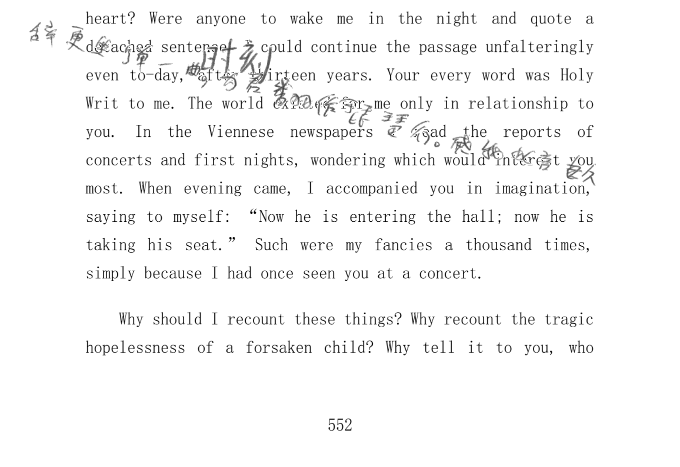 heart? Were anyone to wake me in the night and quote a
detached sentence, I could continue the passage unfalteringly
even to-day, after thirteen years. Your every word was Holy
Writ to me. The world existed for me only in relationship to
you. In the Viennese newspapers I read the reports of
concerts and first nights, wondering which would interest you
most. When evening came, I accompanied you in imagination,
saying to myself: “Now he is entering the hall; now he is
taking his seat.” Such were my fancies a thousand times,
simply because I had once seen you at a concert.
Why should I recount these things? Why recount the tragic
hopelessness of a forsaken child? Why tell it to you, who
552
时刻